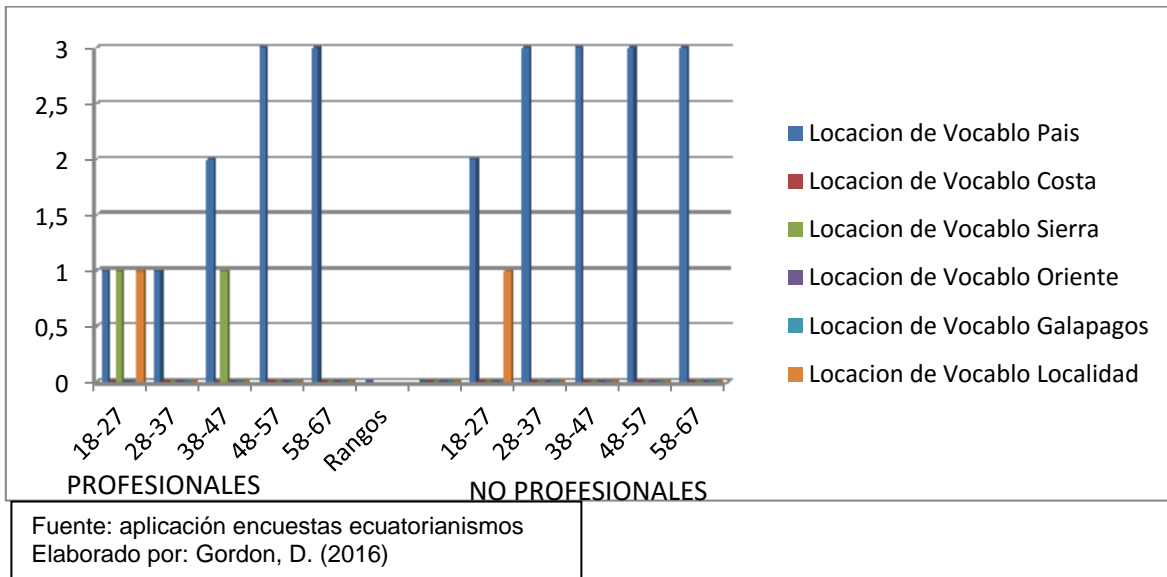 3
2,5
2
1,5
1
0,5
0
18-27
28-37
38-47
48-57
58-67
Rangos
18-27
28-37
38-47
48-57
58-67
PROFESIONALES
NO PROFESIONALES
Locacion de Vocablo Pais
Locacion de Vocablo Costa
Locacion de Vocablo Sierra
Locacion de Vocablo Oriente
Locacion de Vocablo Galapagos
Locacion de Vocablo Localidad
Fuente: aplicación encuestas ecuatorianismos
Elaborado por: Gordon, D. (2016)